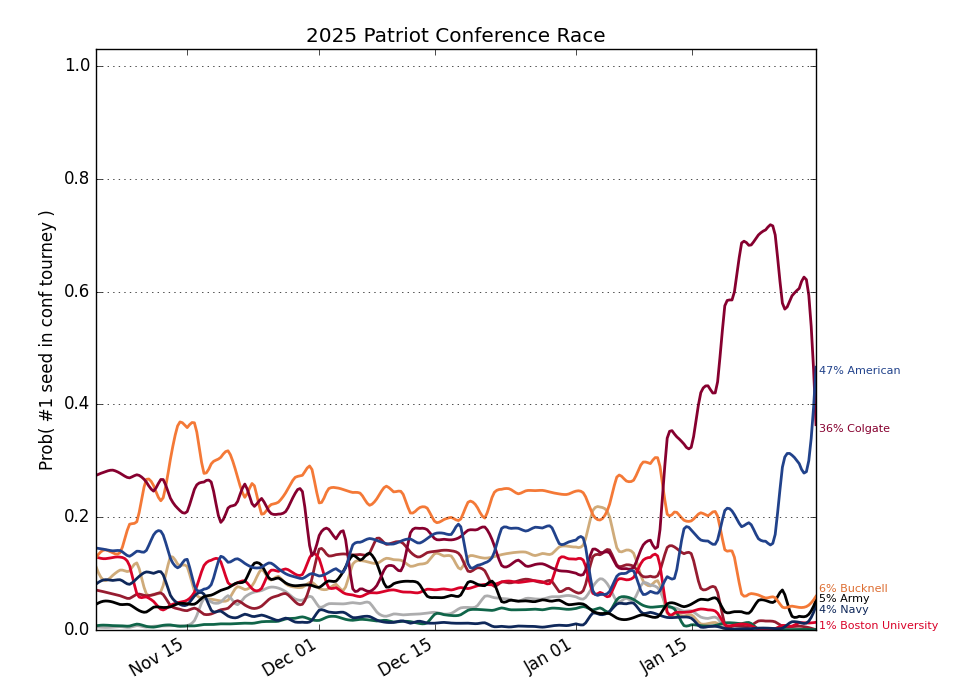 2025 Patriot Conference Race
Prob( #1 seed in conf tourney )
1.0
0.8
0.6
0.4
0.2
0.0
47% American
36% Colgate
6% Bucknell
5% Army
4% Navy
1% Boston University
Nov 15
Dec 01
Dec 15
Jan 01
Jan 15